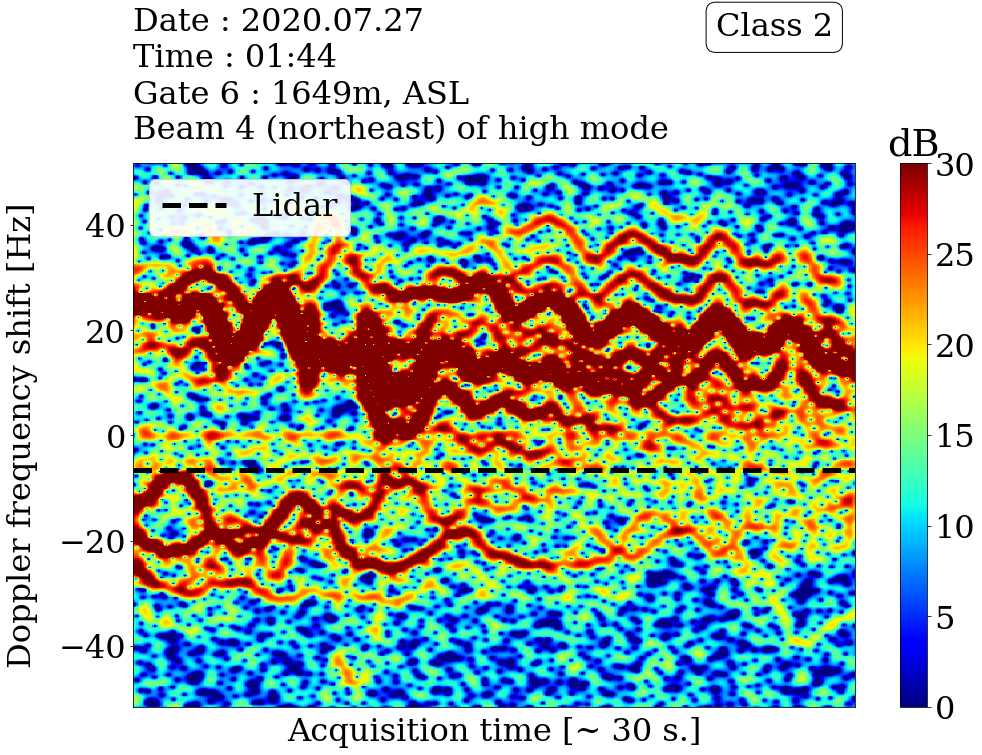 Date : 2020.07.27
Time : 01:44
Gate 6 : 1649m, ASL
Beam 4 (northeast) of high mode
Class 2
dB
Lidar
Doppler frequency shift [Hz]
40
20
0
−20
−40
30
25
20
15
10
5
0
Acquisition time [~ 30 s.]